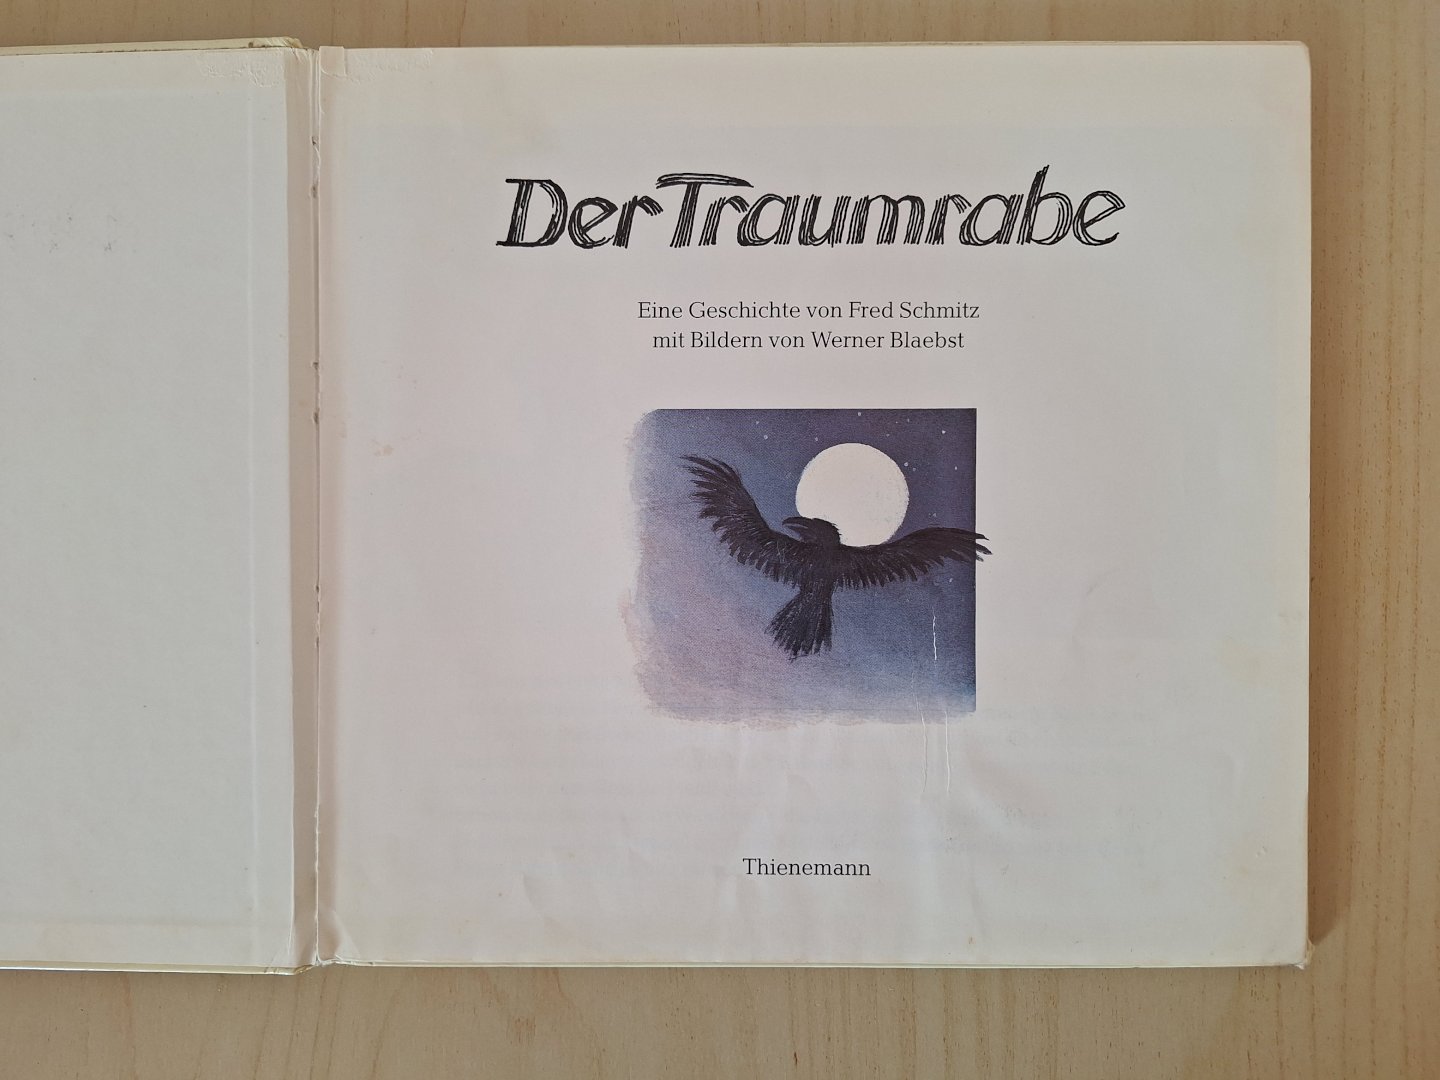 Der Traumrabe
Eine Geschichte von Fred Schmitz
mit Bildern von Werner Blaebst
Thienemann